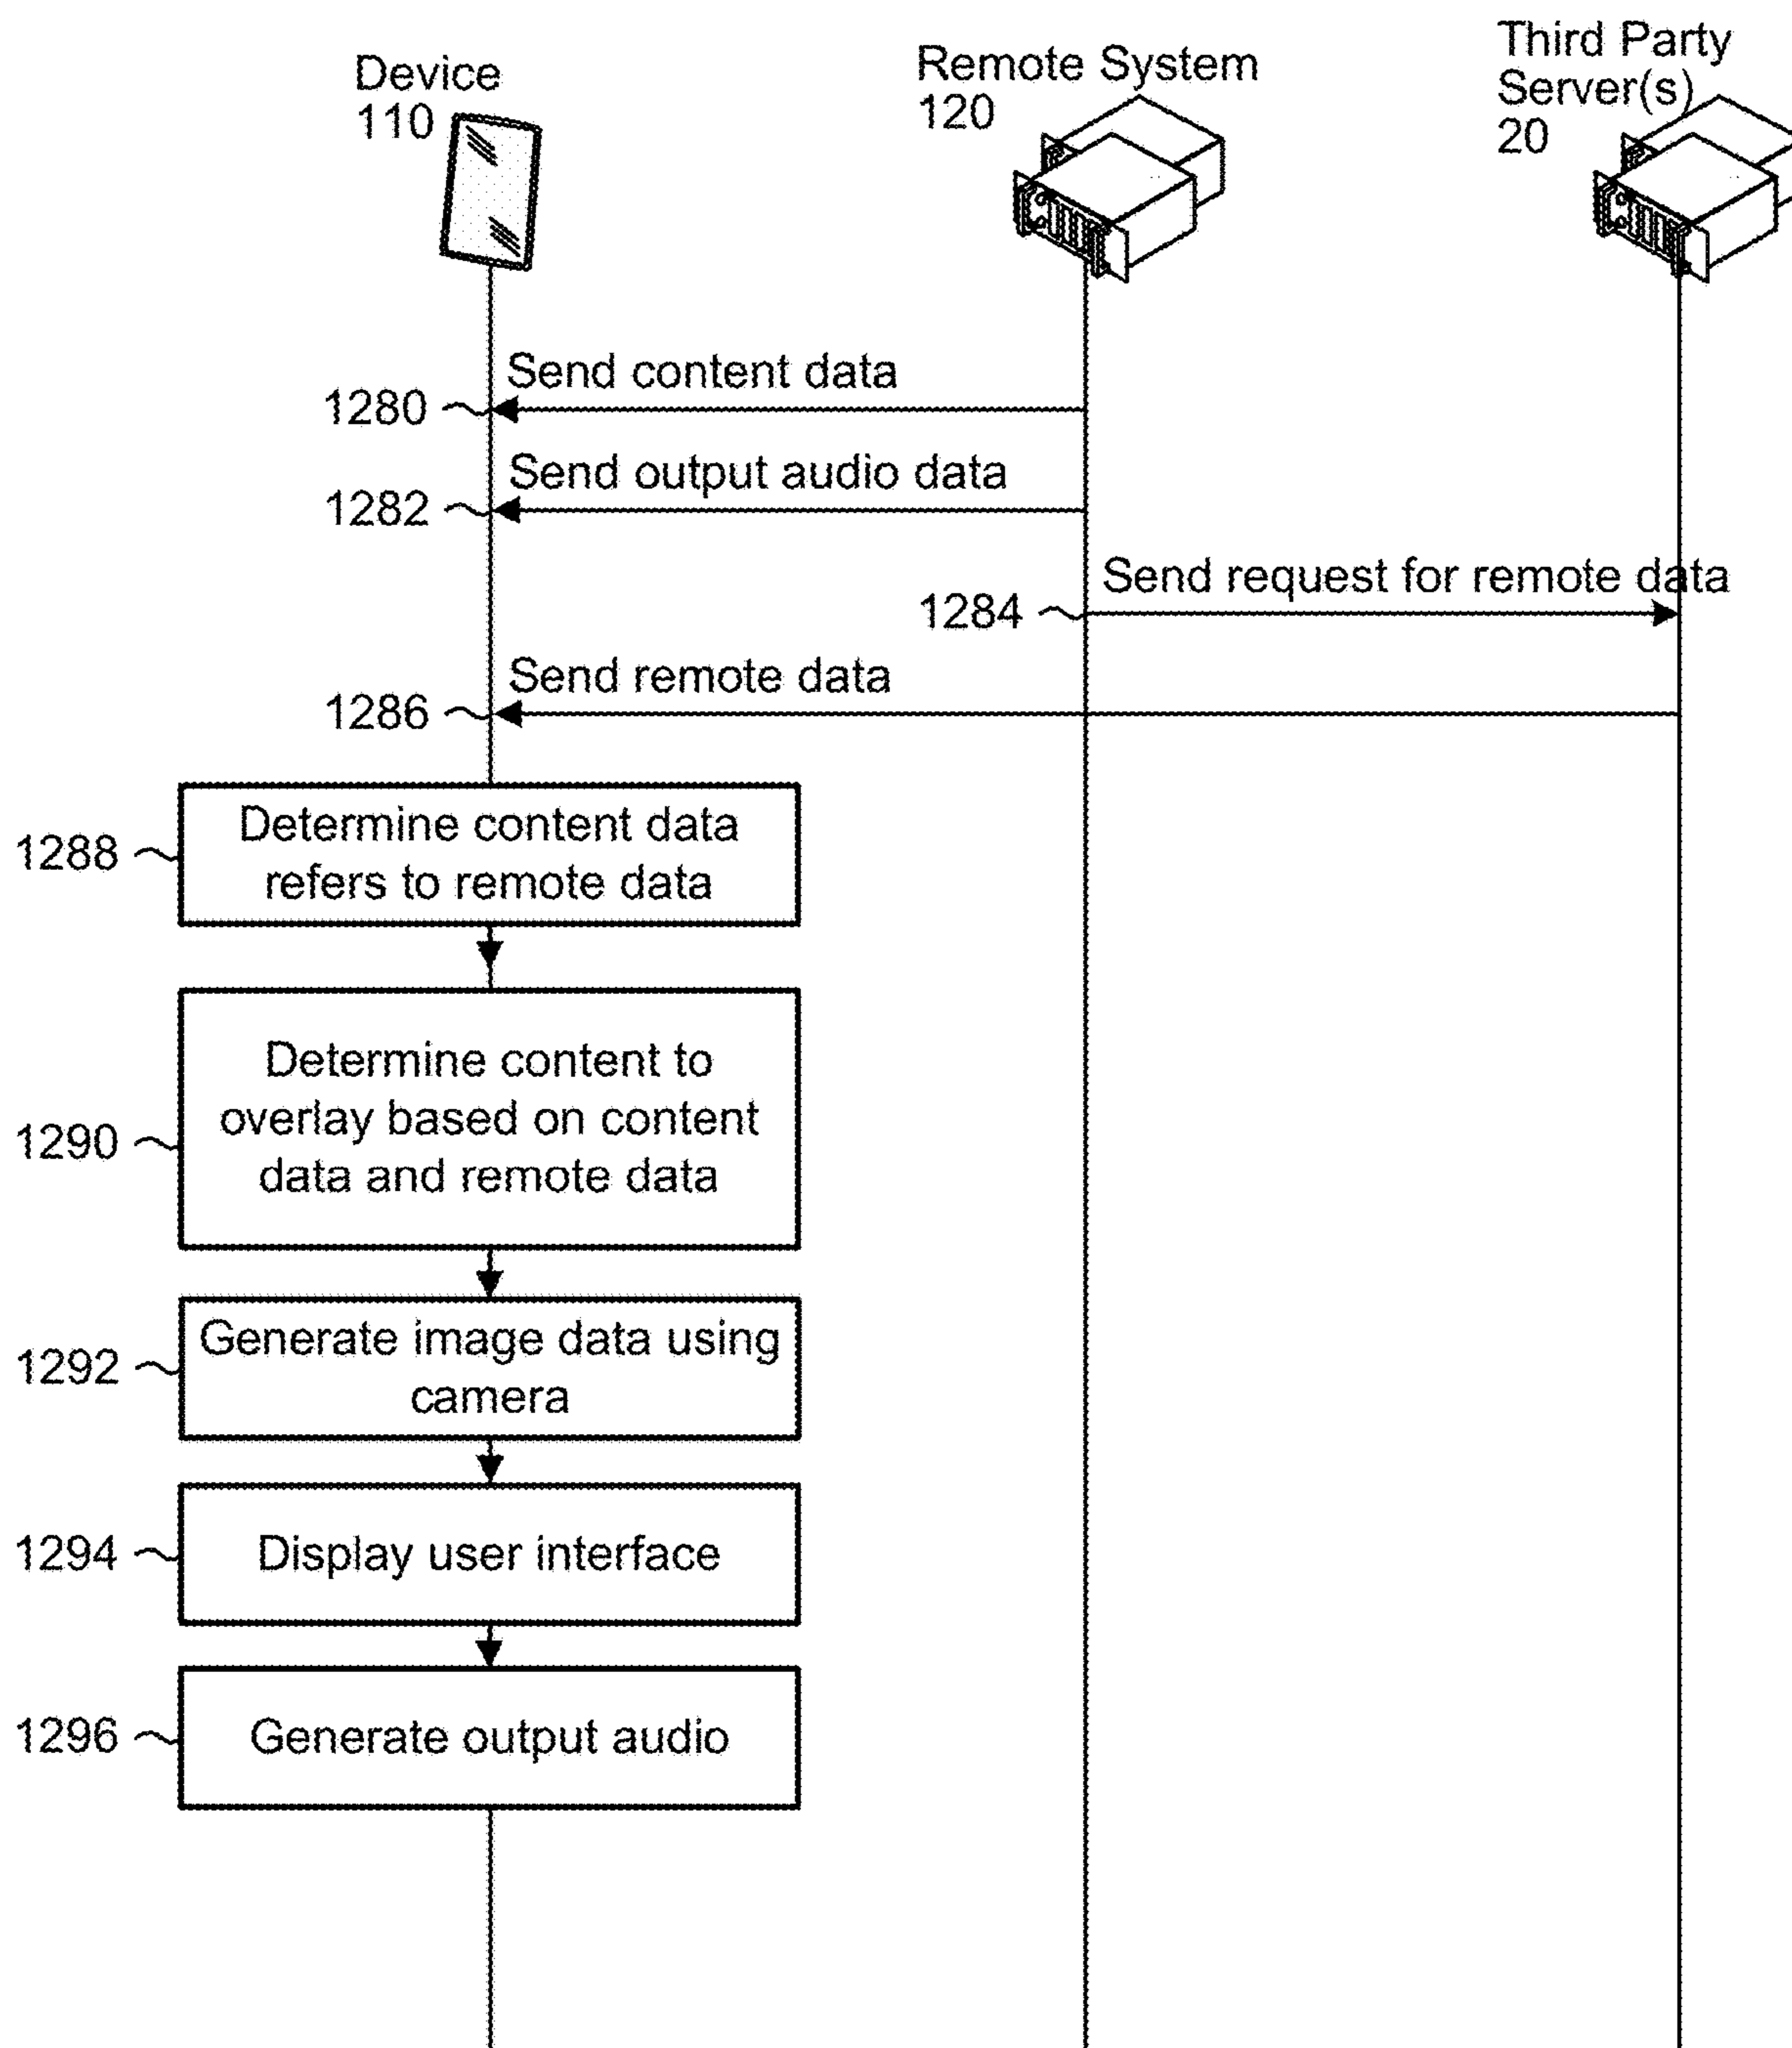 Device
110
Remote System
120
Third Party
Server(s)
20
Send content data
1280
Send output audio data
1282
Send request for remote data
1284
Send remote data
1286
Determine content data
refers to remote data
1288
Determine content to
overlay based on content
data and remote data
1290
Generate image data using
camera
1292
Display user interface
1294
Generate output audio
1296